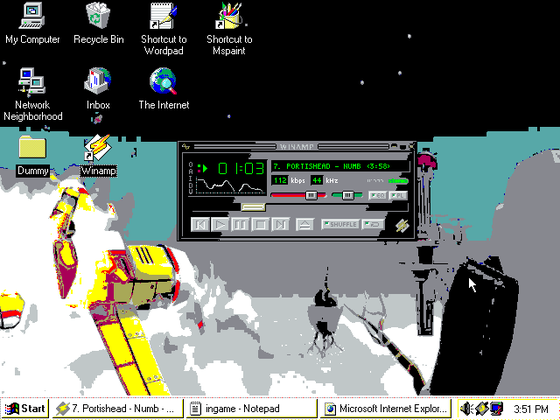 My Computer
Recycle Bin
Shortcut to
Wordpad
Shortcut to
Mspaint
Network
Neighborhood
Inbox
The Internet
Dummy
Winamp
WINAMP
O
A
I
D
V
01:03
7. PORTISHEAD - NUMB <3:58>
112 kbps 44 kHz
SHUFFLE
Start
7. Portishead - Numb - ...
ingame - Notepad
Microsoft Internet Explor...
3:51 PM